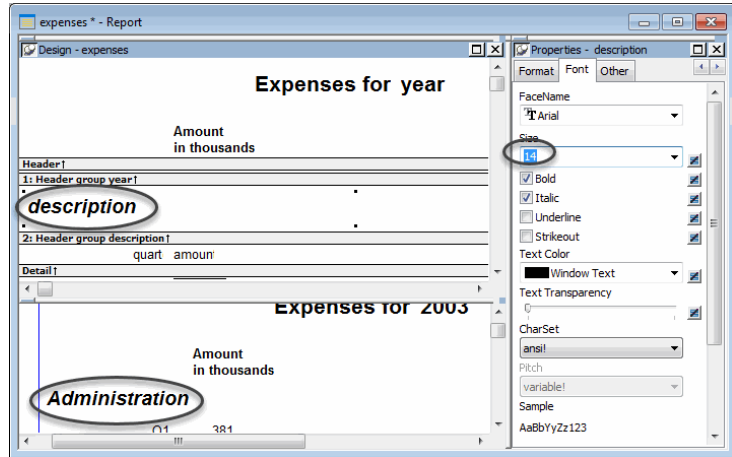 expenses * - Report
Design - expenses
Expenses for year
Amount
in thousands
Header↑
1: Header group year↑
description
2: Header group description↑
quart amount
Detail↑
Expenses for 2003
Amount
in thousands
Administration
Q1 381
Properties - description
Format Font Other
FaceName
Arial
Size
14
Bold
Italic
Underline
Strikeout
Text Color
Window Text
Text Transparency
CharSet
ansi!
Pitch
variable!
Sample
AaBbYyZz123